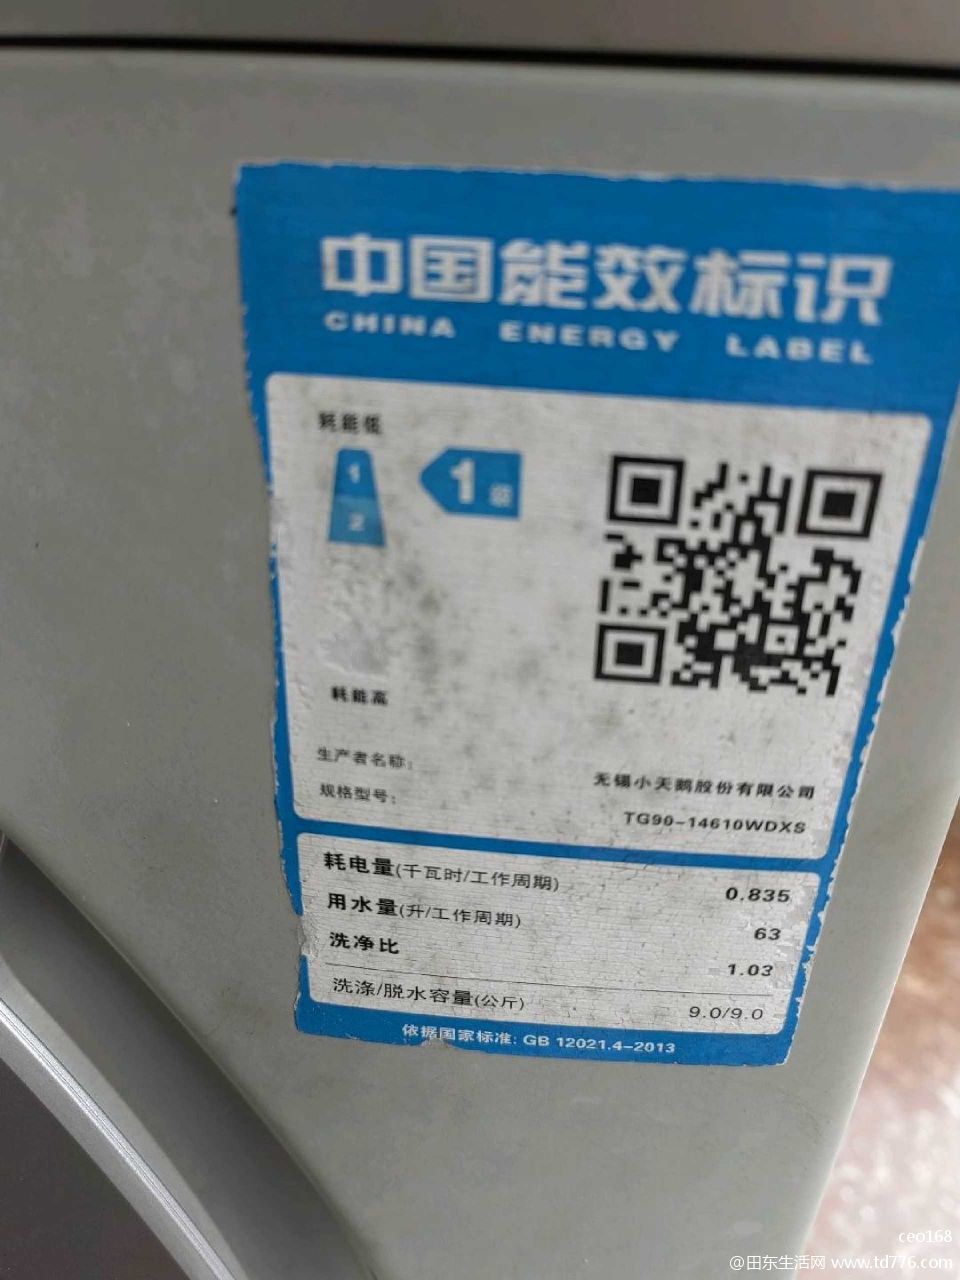 中国能效标识
CHINA ENERGY LABEL
耗能低
1
1级
2
耗能高
生产者名称:
无锡小天鹅股份有限公司
规格型号:
TG90-14610WDXS
耗电量(千瓦时/工作周期) 0.835
用水量(升/工作周期) 63
洗净比 1.03
洗涤/脱水容量(公斤) 9.0/9.0
依据国家标准: GB 12021.4-2013
ceo168
@田东生活网 www.td776.com